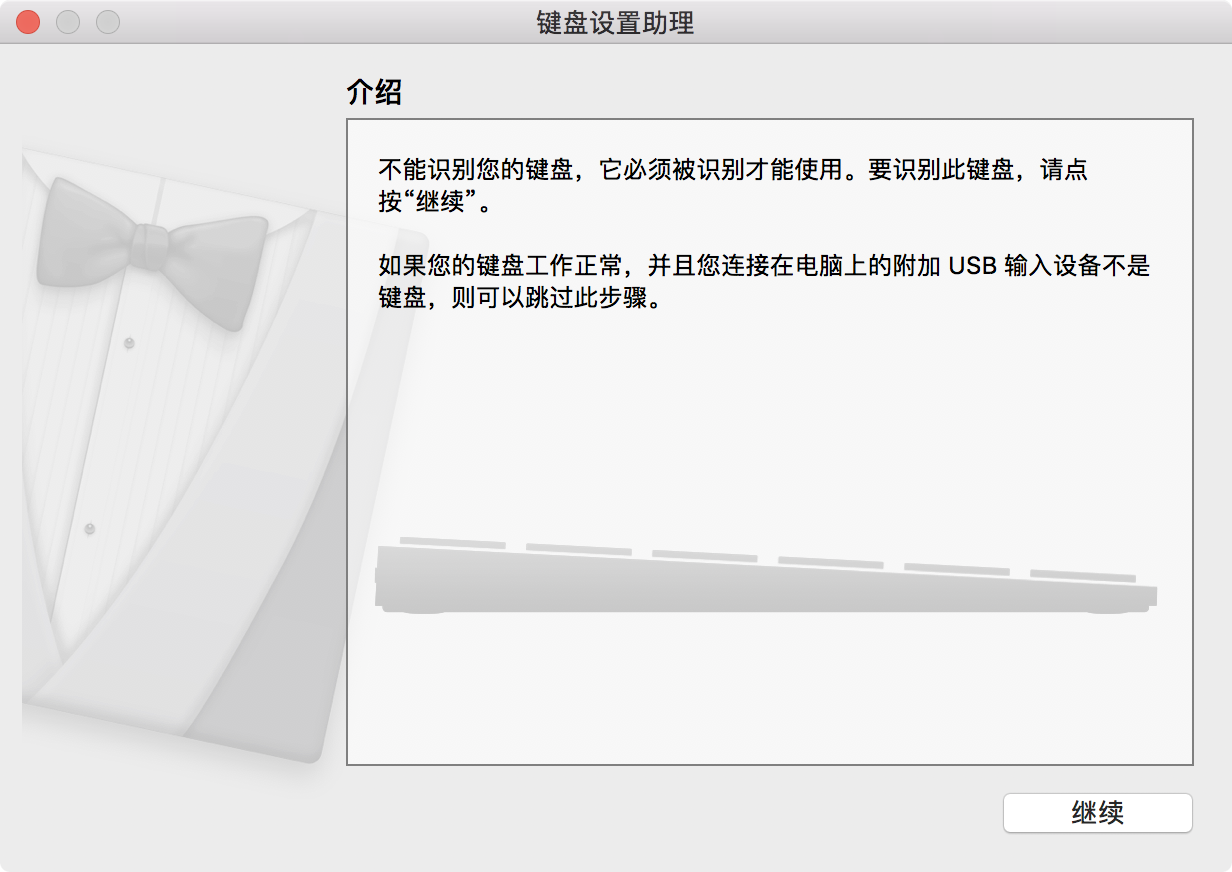 键盘设置助理
介绍
不能识别您的键盘，它必须被识别才能使用。要识别此键盘，请点
按“继续”。
如果您的键盘工作正常，并且您连接在电脑上的附加 USB 输入设备不是
键盘，则可以跳过此步骤。
继续